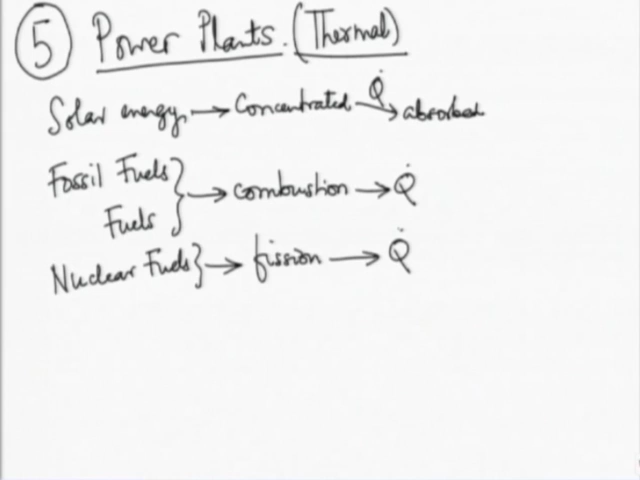 5 Power Plants. (Thermal)
Solar energy, → Concentrated Q̇ → absorbed
Fossil Fuels } → combustion → Q̇
Fuels
Nuclear Fuels } → fission → Q̇